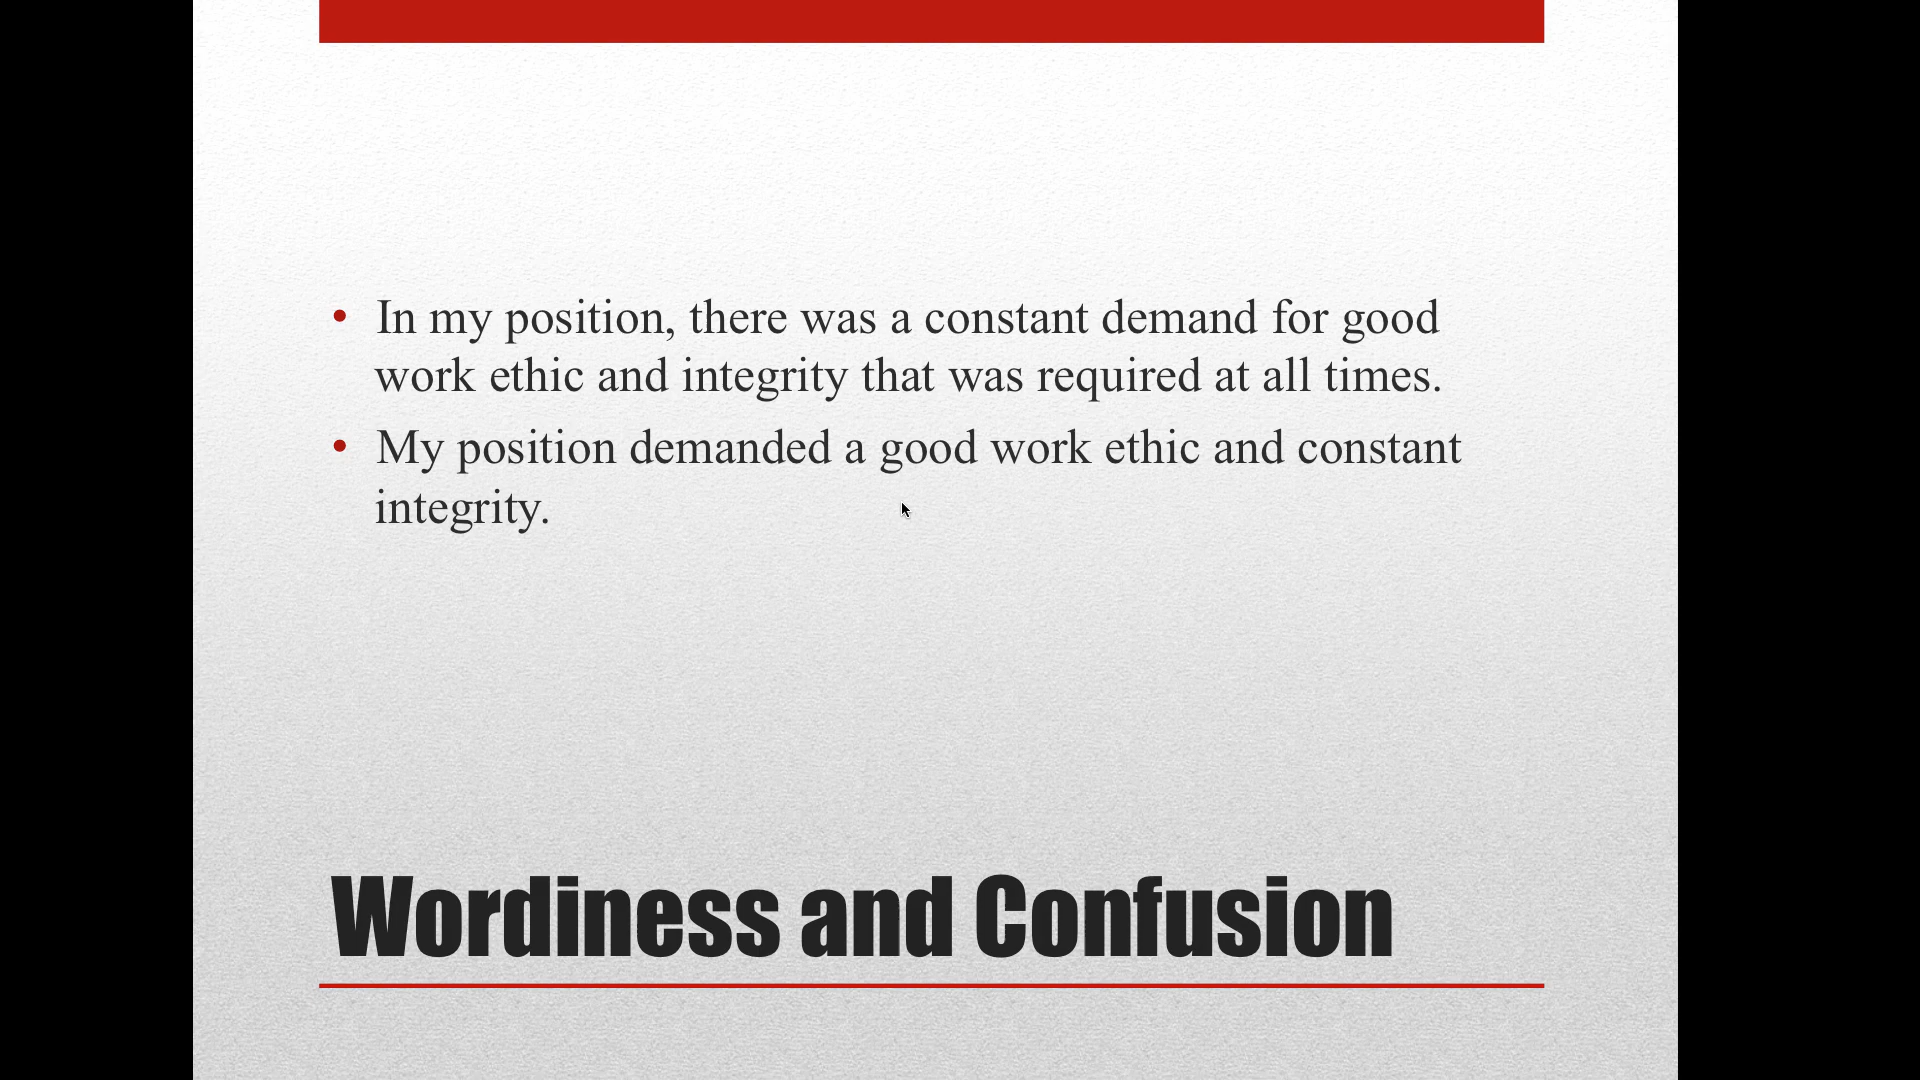 • In my position, there was a constant demand for good
work ethic and integrity that was required at all times.
• My position demanded a good work ethic and constant
integrity.
Wordiness and Confusion